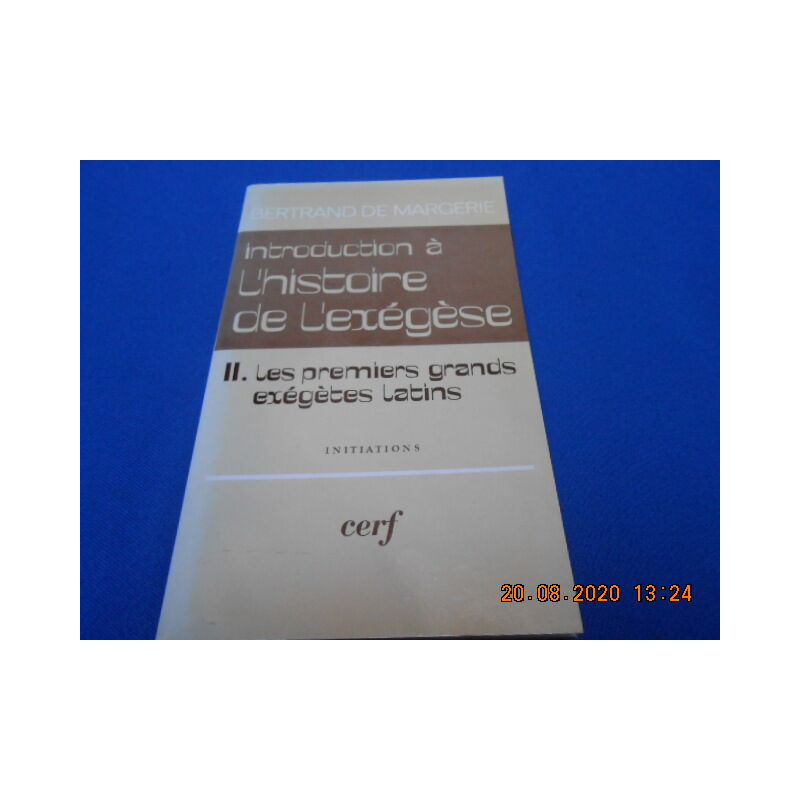 BERTRAND DE MARGERIE
introduction à
l'histoire
de l'exégèse
II. les premiers grands
exégètes latins
INITIATIONS
cerf
20.08.2020 13:24